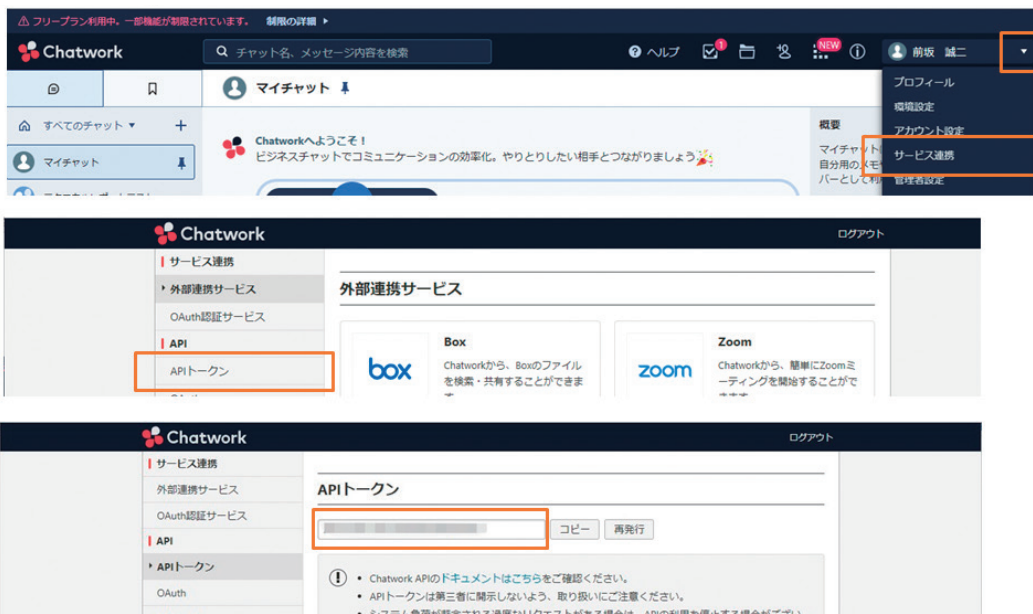 フリープラン利用中。一部機能が制限されています。 制限の詳細
Chatwork
チャット名、メッセージ内容を検索
ヘルプ
1
NEW
前坂 誠二
マイチャット
プロフィール
環境設定
アカウント設定
サービス連携
管理者設定
すべてのチャット
マイチャット
Chatworkへようこそ!
ビジネスチャットでコミュニケーションの効率化。やりとりしたい相手とつながりましょう
概要
マイチャット
自分用の
バーとして利
Chatwork
ログアウト
サービス連携
外部連携サービス
OAuth認証サービス
API
APIトークン
外部連携サービス
box
Box
Chatworkから、Boxのファイル
を検索・共有することができま
zoom
Zoom
Chatworkから、簡単にZoomミ
ーティングを開始することがで
Chatwork
ログアウト
サービス連携
外部連携サービス
OAuth認証サービス
API
APIトークン
OAuth
APIトークン
コピー
再発行
Chatwork APIのドキュメントはこちらをご確認ください。
APIトークンは第三者に開示しないよう、取り扱いにご注意ください。